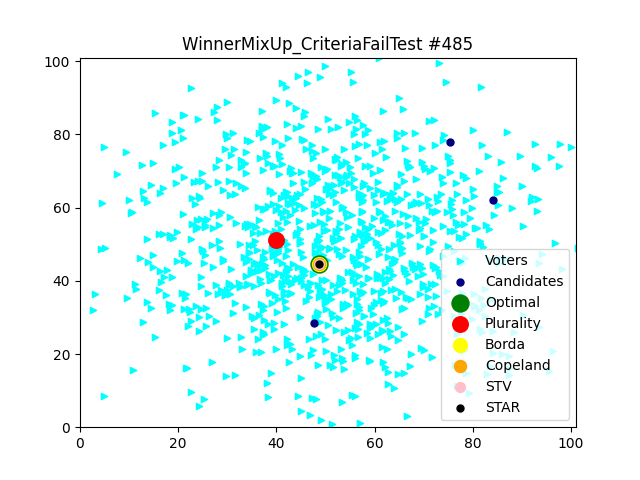 WinnerMixUp_CriteriaFailTest #485
100
80
60
40
20
0
0 20 40 60 80 100
Voters
Candidates
Optimal
Plurality
Borda
Copeland
STV
STAR